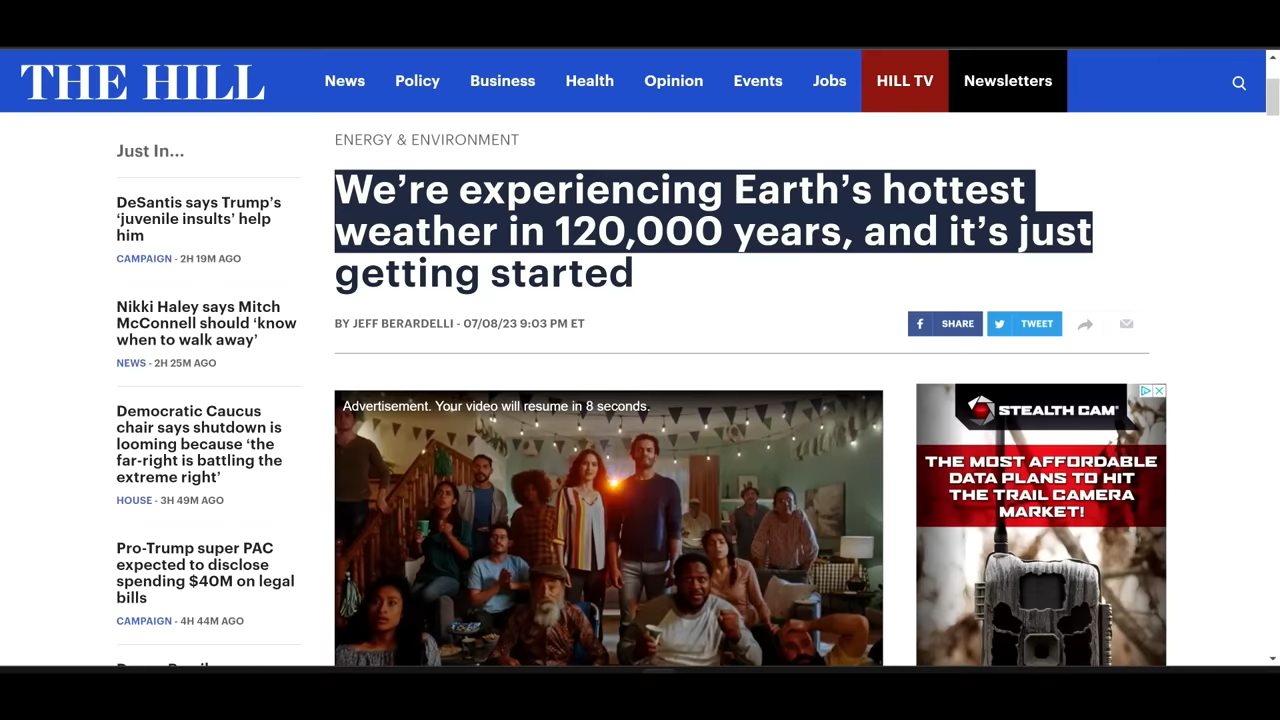 THE HILL
News Policy Business Health Opinion Events Jobs HILL TV Newsletters
Just In...
DeSantis says Trump’s
‘juvenile insults’ help
him
CAMPAIGN - 2H 19M AGO
Nikki Haley says Mitch
McConnell should ‘know
when to walk away’
NEWS - 2H 25M AGO
Democratic Caucus
chair says shutdown is
looming because ‘the
far-right is battling the
extreme right’
HOUSE - 3H 49M AGO
Pro-Trump super PAC
expected to disclose
spending $40M on legal
bills
CAMPAIGN - 4H 44M AGO
ENERGY & ENVIRONMENT
We’re experiencing Earth’s hottest
weather in 120,000 years, and it’s just
getting started
BY JEFF BERARDELLI - 07/08/23 9:03 PM ET
SHARE TWEET
Advertisement. Your video will resume in 8 seconds.
STEALTH CAM
THE MOST AFFORDABLE
DATA PLANS TO HIT
THE TRAIL CAMERA
MARKET!